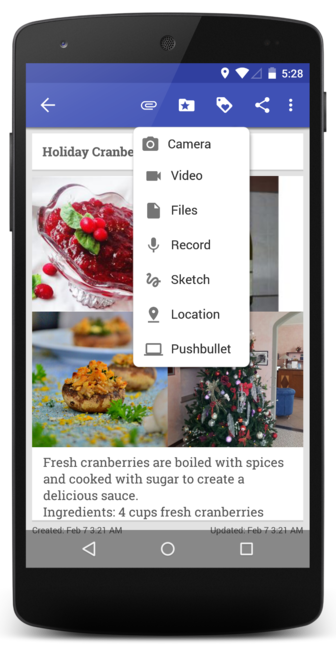 5:28
Holiday Cranbe
Camera
Video
Files
Record
Sketch
Location
Pushbullet
Fresh cranberries are boiled with spices
and cooked with sugar to create a
delicious sauce.
Ingredients: 4 cups fresh cranberries
Created: Feb 7 3:21 AM Updated: Feb 7 3:21 AM